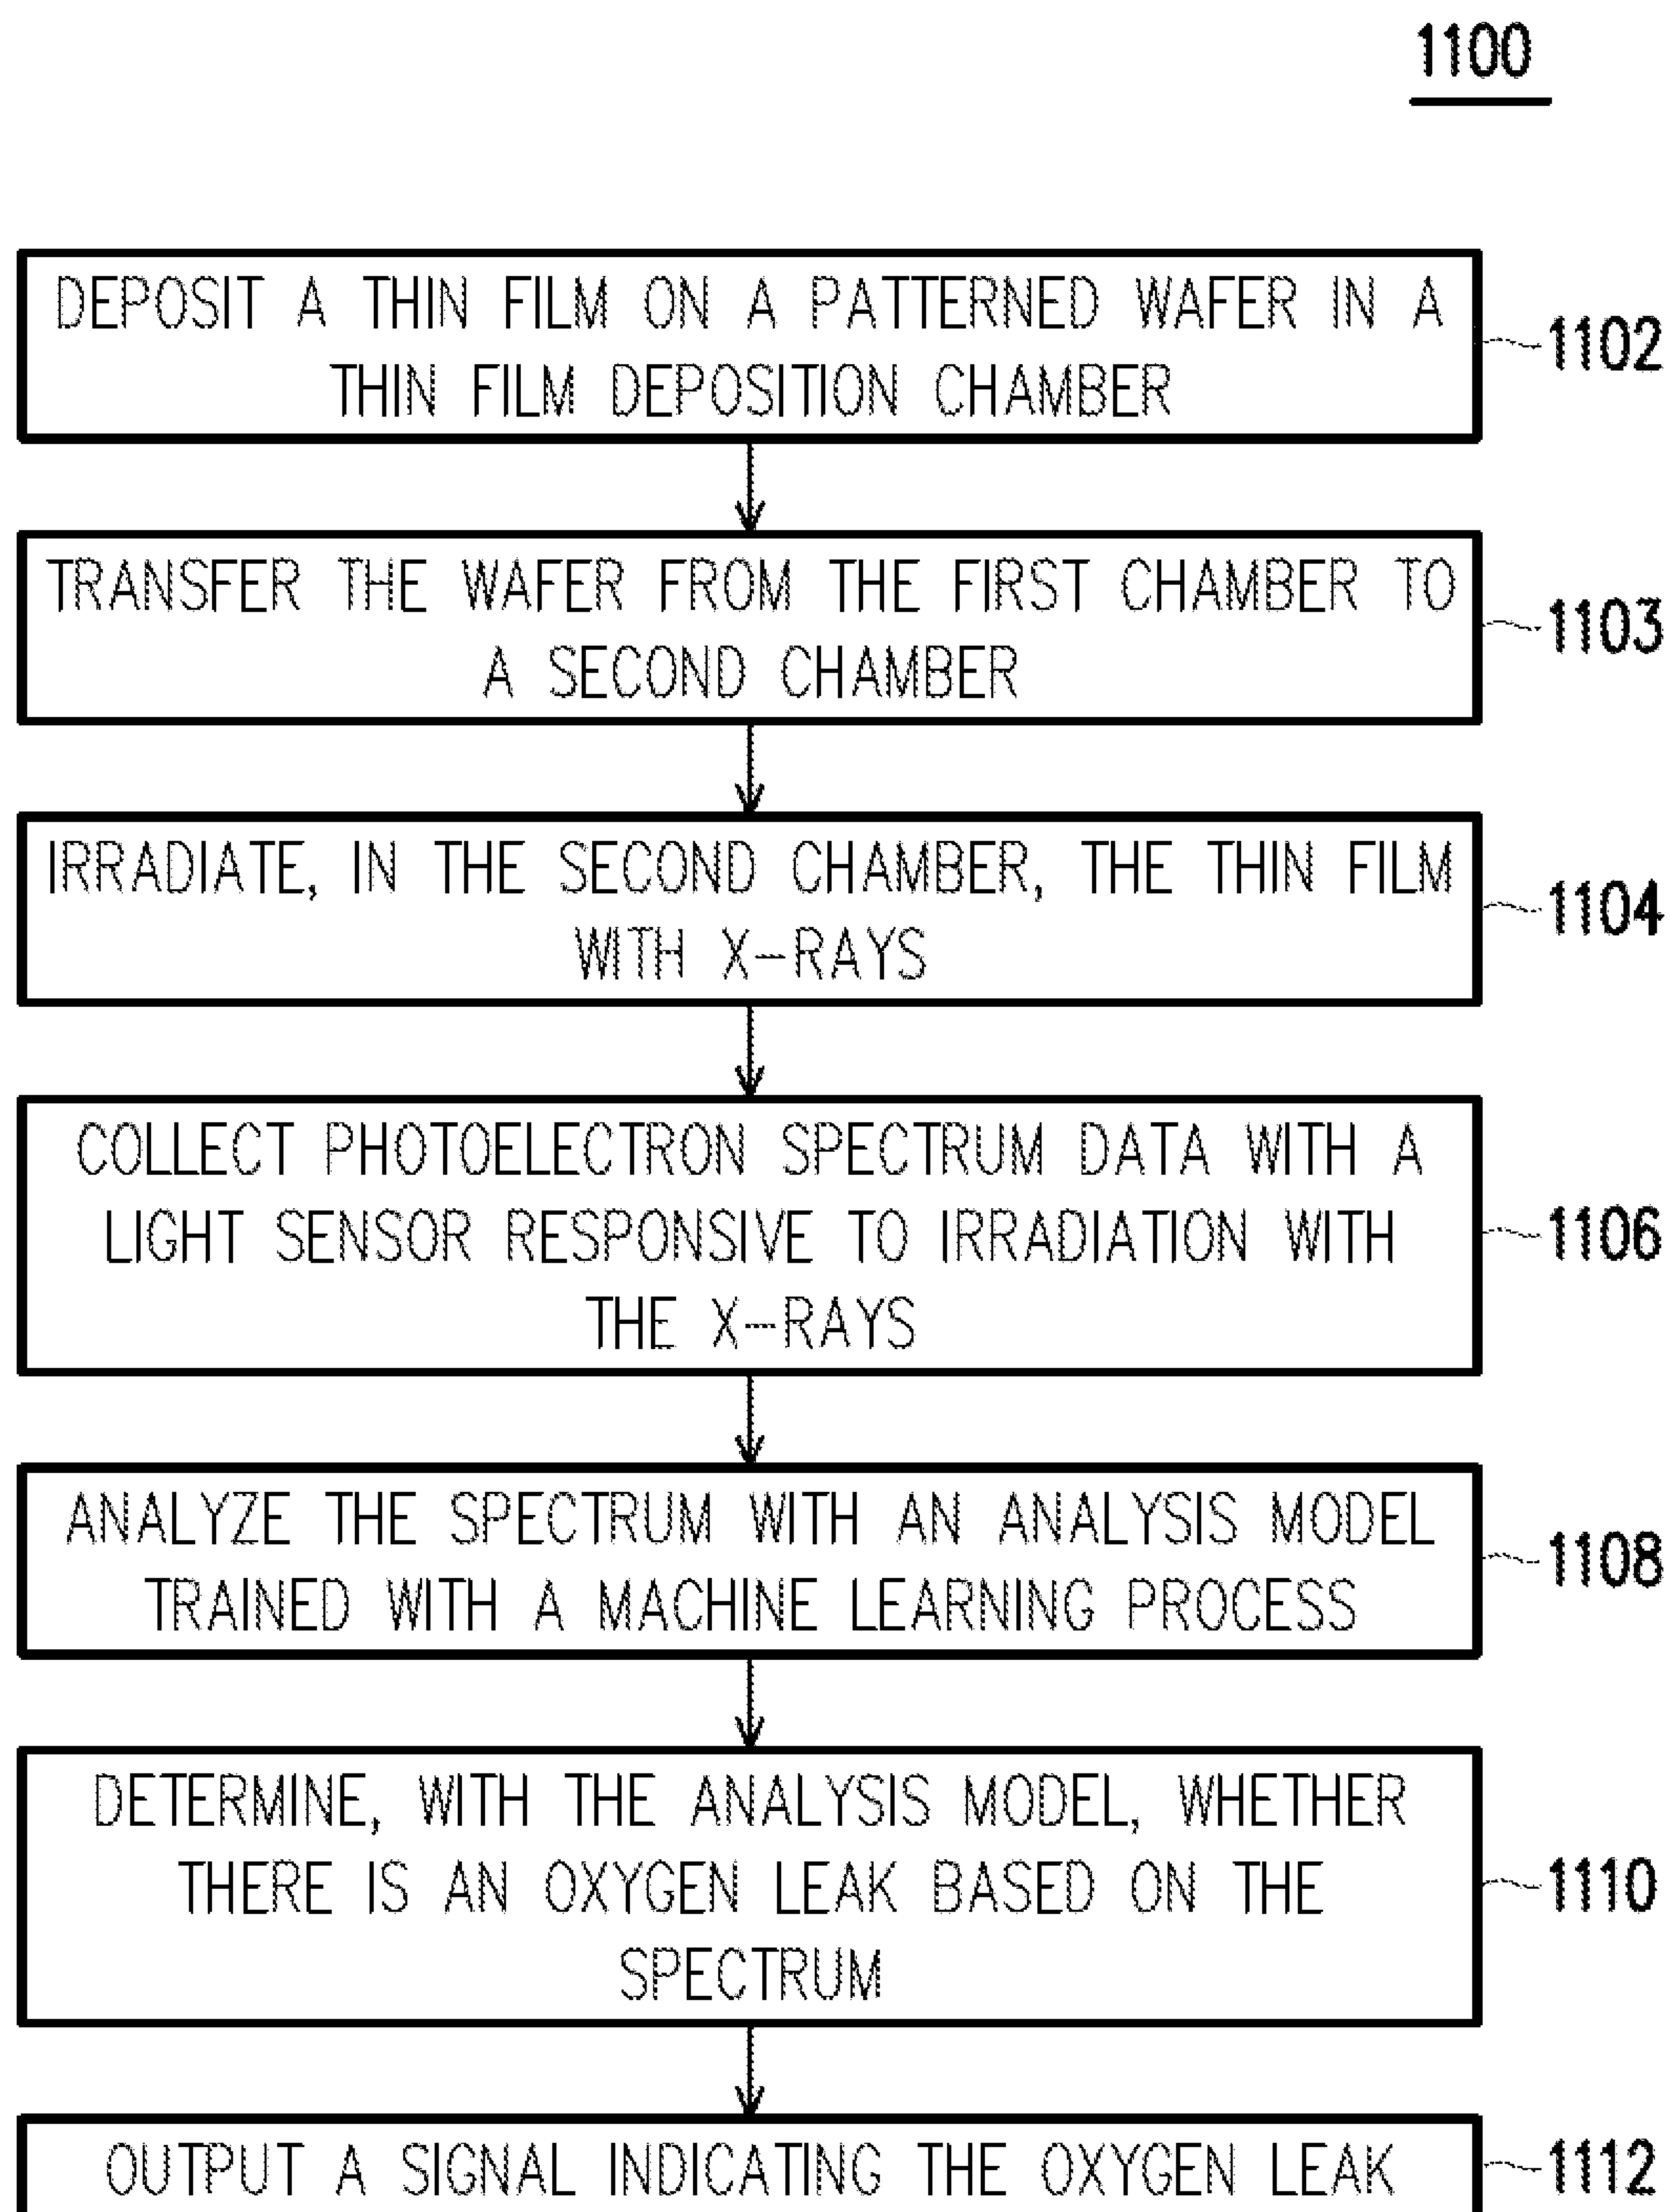 1100
DEPOSIT A THIN FILM ON A PATTERNED WAFER IN A
THIN FILM DEPOSITION CHAMBER
1102
TRANSFER THE WAFER FROM THE FIRST CHAMBER TO
A SECOND CHAMBER
1103
IRRADIATE, IN THE SECOND CHAMBER, THE THIN FILM
WITH X-RAYS
1104
COLLECT PHOTOELECTRON SPECTRUM DATA WITH A
LIGHT SENSOR RESPONSIVE TO IRRADIATION WITH
THE X-RAYS
1106
ANALYZE THE SPECTRUM WITH AN ANALYSIS MODEL
TRAINED WITH A MACHINE LEARNING PROCESS
1108
DETERMINE, WITH THE ANALYSIS MODEL, WHETHER
THERE IS AN OXYGEN LEAK BASED ON THE
SPECTRUM
1110
OUTPUT A SIGNAL INDICATING THE OXYGEN LEAK
1112